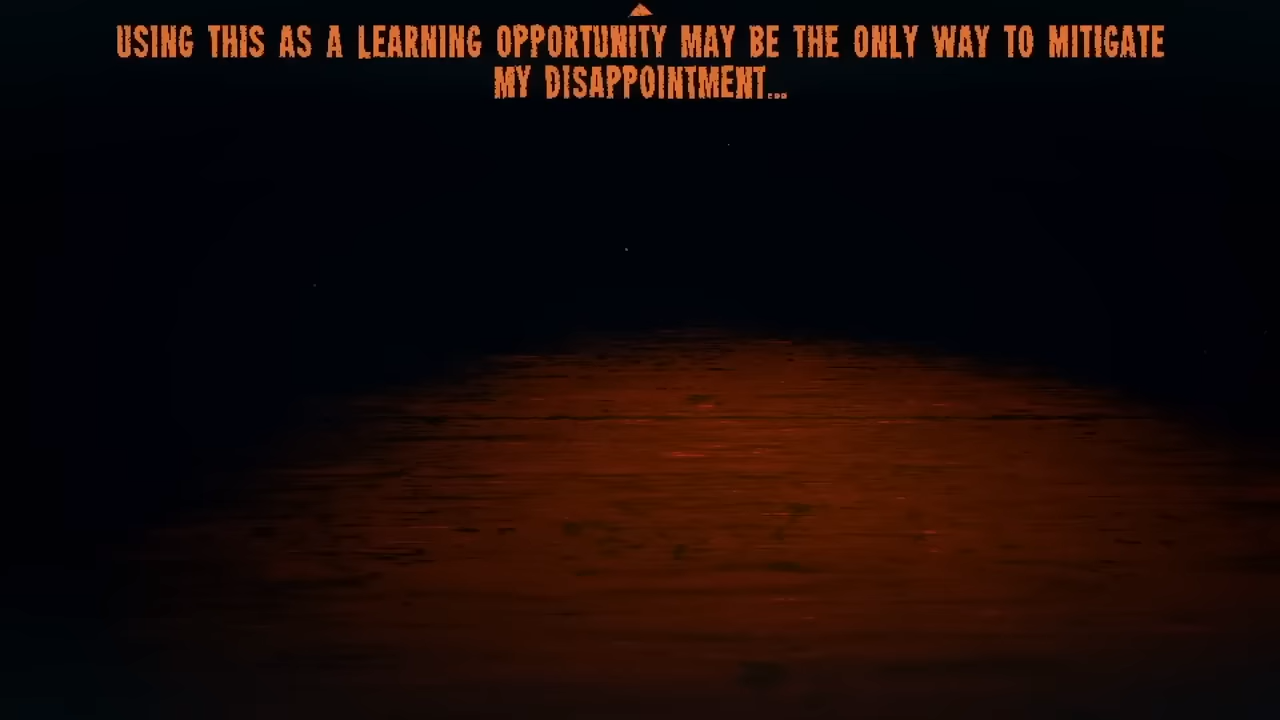 USING THIS AS A LEARNING OPPORTUNITY MAY BE THE ONLY WAY TO MITIGATE
MY DISAPPOINTMENT...